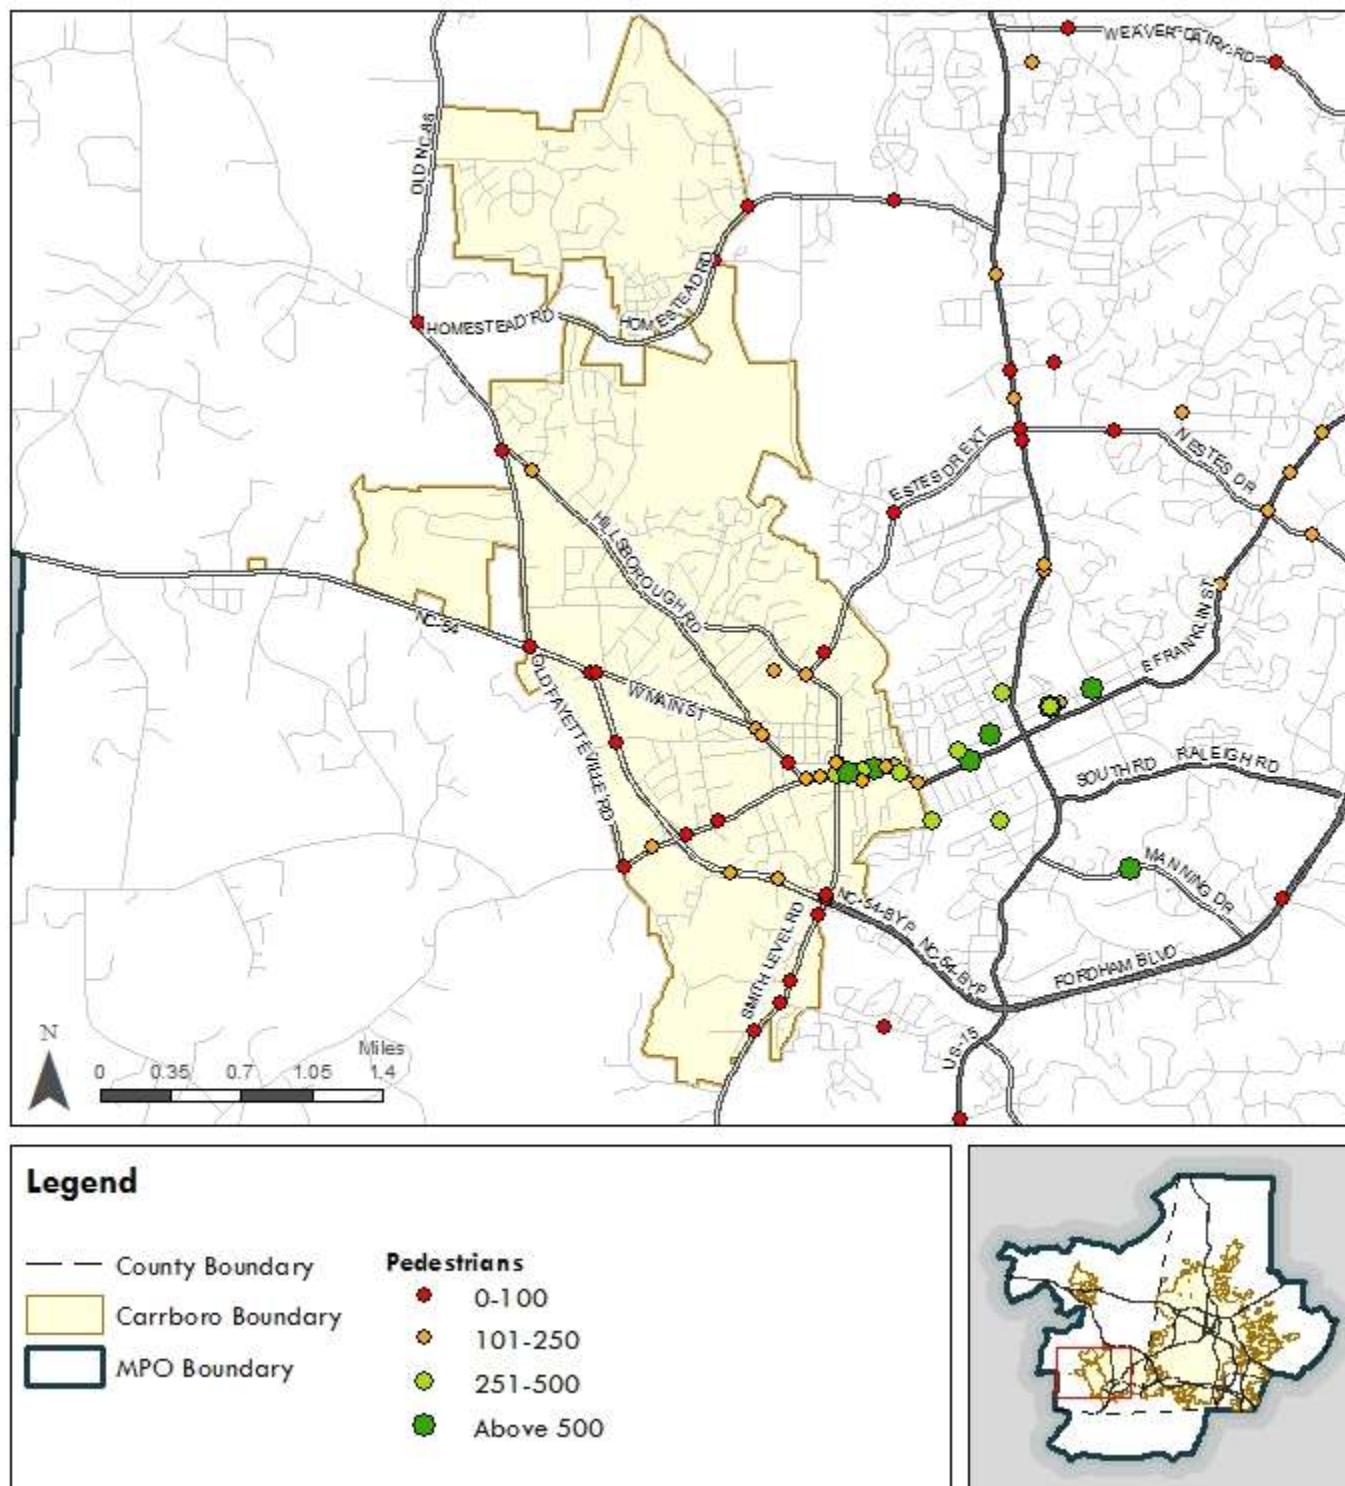 WEAVER DAIRY RD
OLD NC-86
HOMESTEAD RD
HOMESTEAD RD
ESTES DR EXT
N ESTES DR
HILLSBOROUGH RD
NC-54
E FRANKLIN ST
OLD FAYETTEVILLE RD
W MAIN ST
SOUTH RD
RALEIGH RD
MANNING DR
NC-54-BYP
NC-54-BYP
SMITH LEVEL RD
FORDHAM BLVD
US-15
N
Miles
0 0.35 0.7 1.05 1.4
Legend
County Boundary
Carrboro Boundary
MPO Boundary
Pedestrians
0-100
101-250
251-500
Above 500